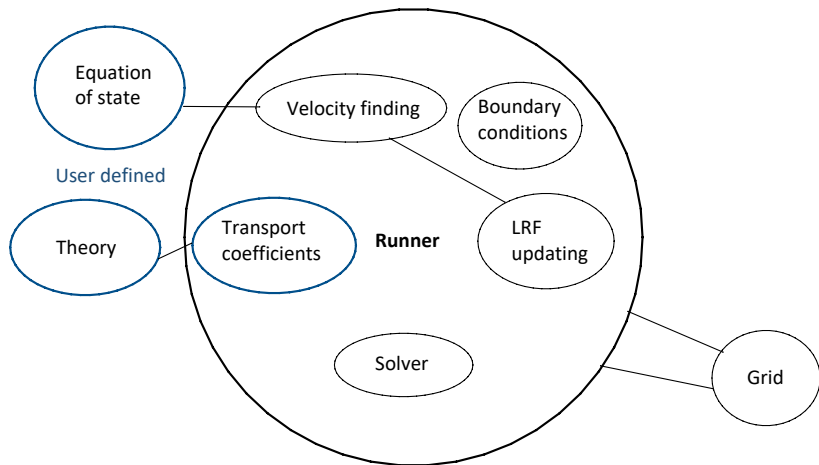 Equation
of state
Velocity finding
Boundary
conditions
User defined
Theory
Transport
coefficients
Runner
LRF
updating
Solver
Grid